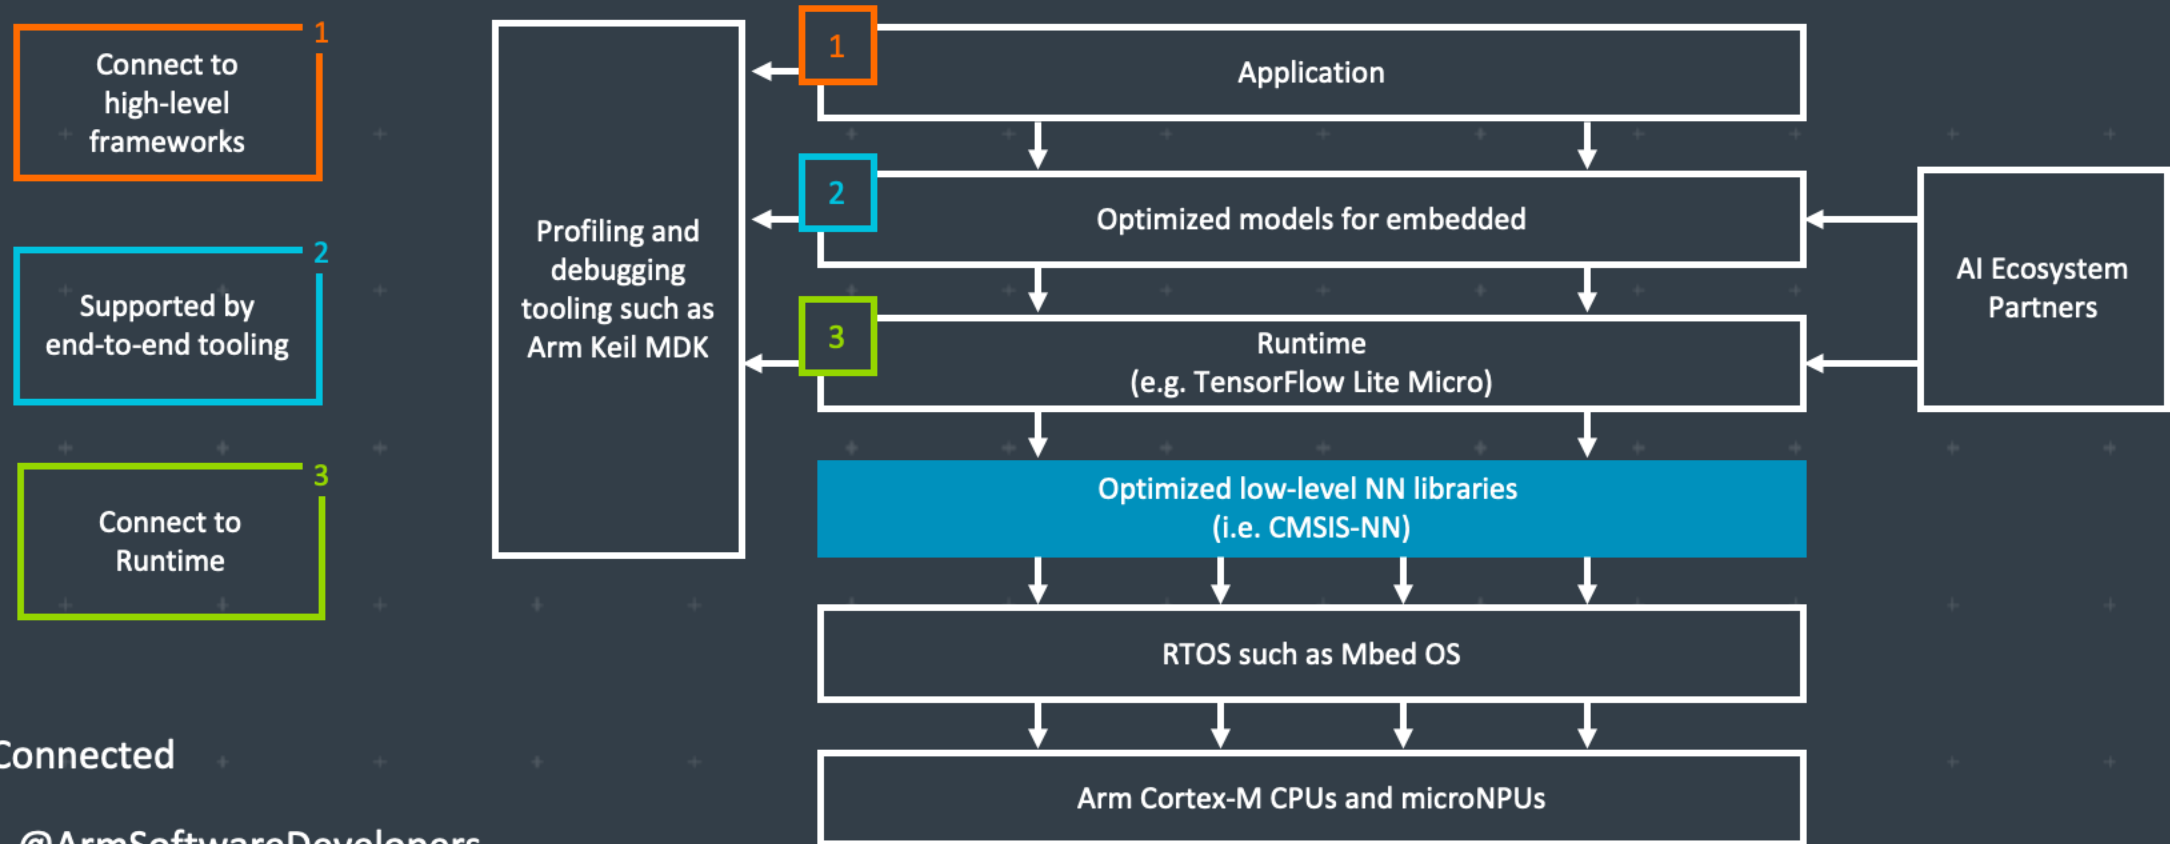 1
Connect to
high-level
frameworks
2
Supported by
end-to-end tooling
3
Connect to
Runtime
Connected
@ArmSoftwareDevelopers
Profiling and
debugging
tooling such as
Arm Keil MDK
1
Application
2
Optimized models for embedded
3
Runtime
(e.g. TensorFlow Lite Micro)
Optimized low-level NN libraries
(i.e. CMSIS-NN)
RTOS such as Mbed OS
Arm Cortex-M CPUs and microNPUs
AI Ecosystem
Partners